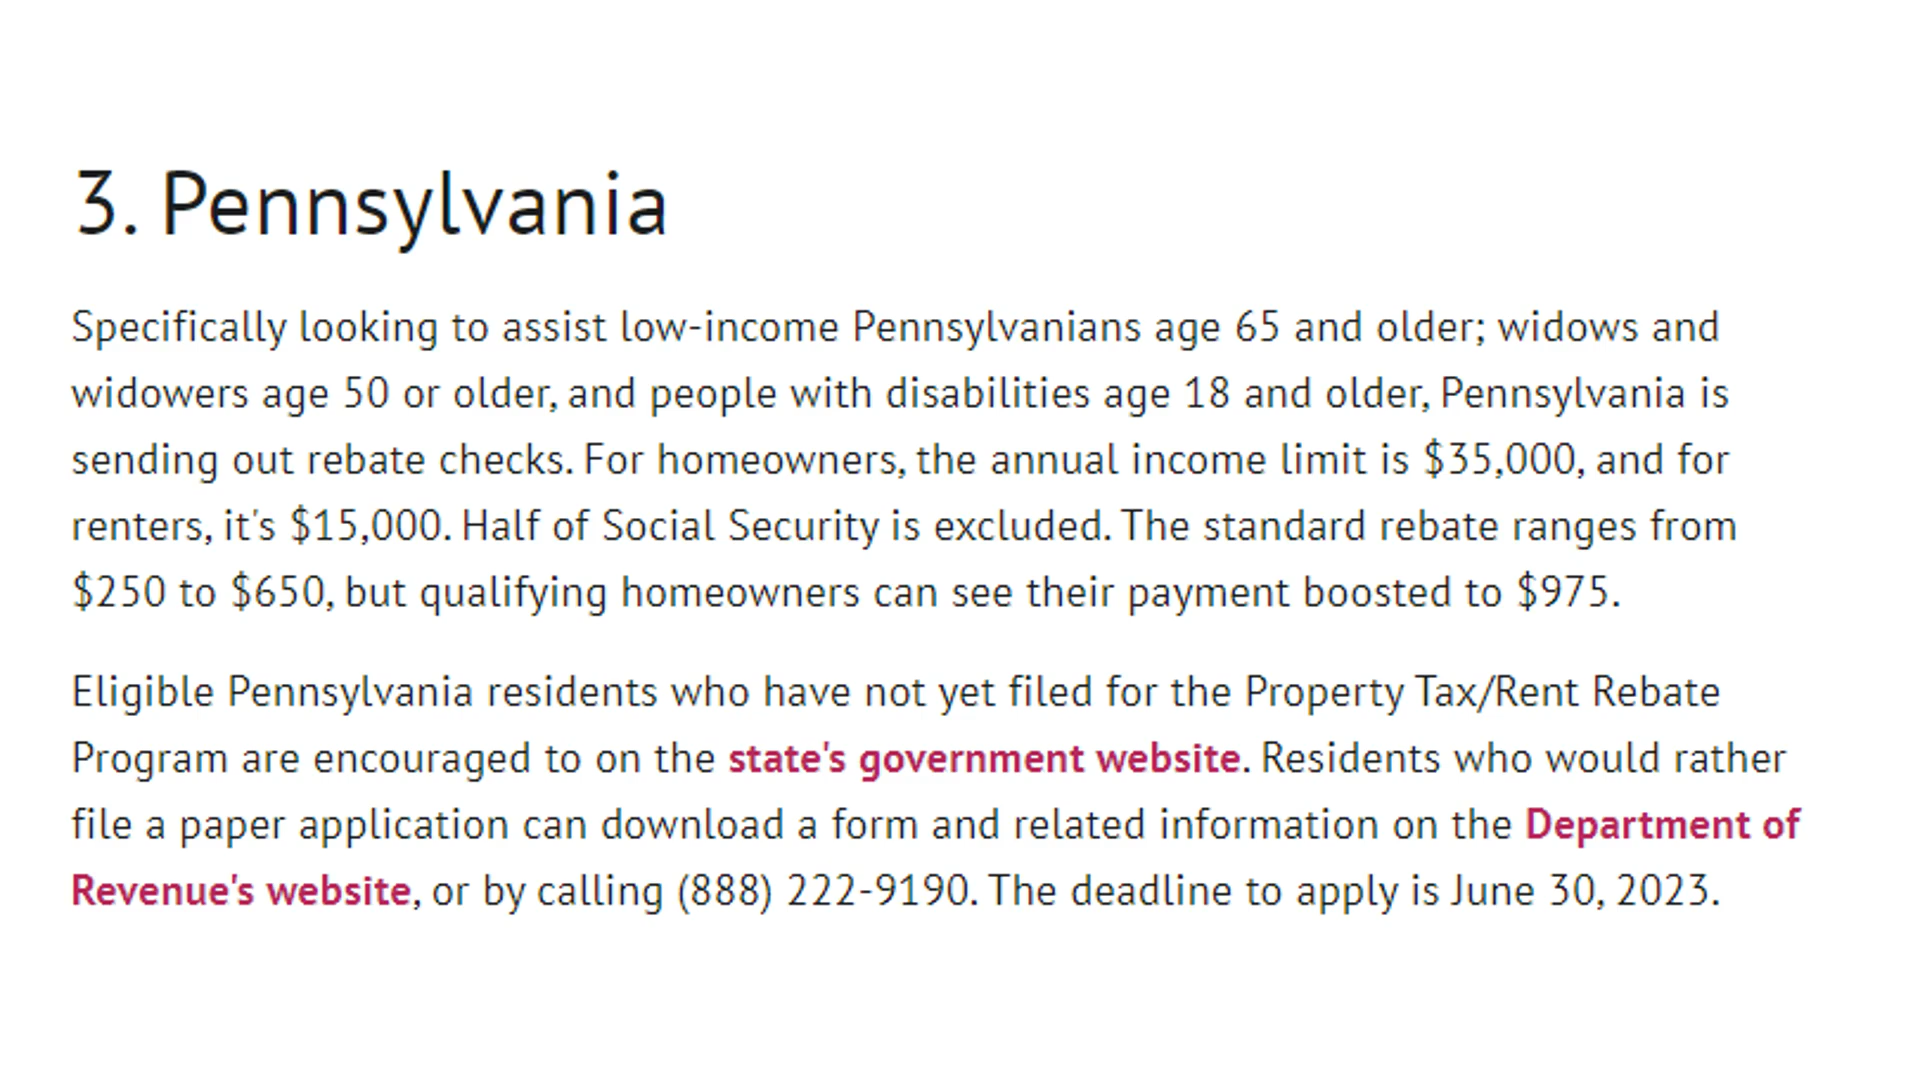 3. Pennsylvania
Specifically looking to assist low-income Pennsylvanians age 65 and older; widows and
widowers age 50 or older, and people with disabilities age 18 and older, Pennsylvania is
sending out rebate checks. For homeowners, the annual income limit is $35,000, and for
renters, it's $15,000. Half of Social Security is excluded. The standard rebate ranges from
$250 to $650, but qualifying homeowners can see their payment boosted to $975.
Eligible Pennsylvania residents who have not yet filed for the Property Tax/Rent Rebate
Program are encouraged to on the state's government website. Residents who would rather
file a paper application can download a form and related information on the Department of
Revenue's website, or by calling (888) 222-9190. The deadline to apply is June 30, 2023.